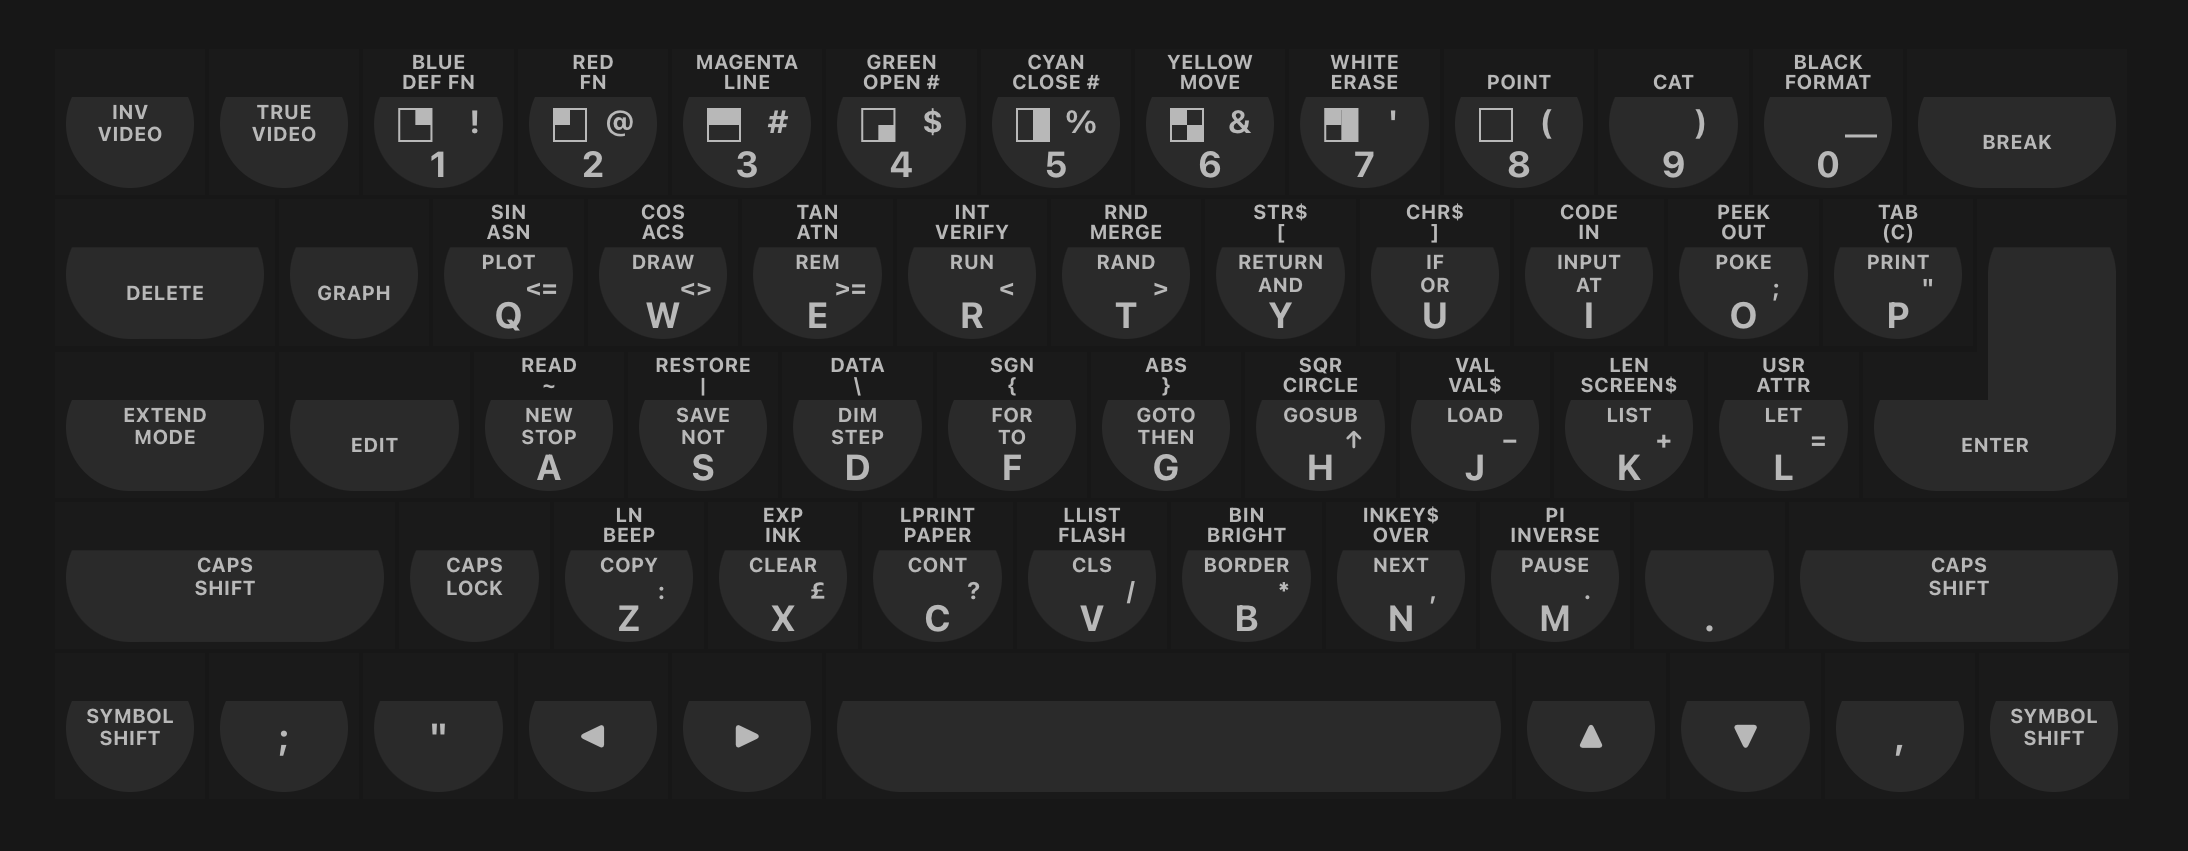 BLUE RED MAGENTA GREEN CYAN YELLOW WHITE BLACK
DEF FN FN LINE OPEN # CLOSE # MOVE ERASE POINT CAT FORMAT
INV TRUE
VIDEO VIDEO ! @ # $ % & ' ( ) _ BREAK
1 2 3 4 5 6 7 8 9 0
SIN COS TAN INT RND STR$ CHR$ CODE PEEK TAB
ASN ACS ATN VERIFY MERGE [ ] IN OUT (C)
PLOT DRAW REM RUN RAND RETURN IF INPUT POKE PRINT
DELETE GRAPH <= <> >= < > AND OR AT ; "
Q W E R T Y U I O P
READ RESTORE DATA SGN ABS SQR VAL LEN USR
~ | \ { } CIRCLE VAL$ SCREEN$ ATTR
EXTEND NEW SAVE DIM FOR GOTO GOSUB LOAD LIST LET
MODE EDIT STOP NOT STEP TO THEN ↑ − + = ENTER
A S D F G H J K L
LN EXP LPRINT LLIST BIN INKEY$ PI
BEEP INK PAPER FLASH BRIGHT OVER INVERSE
CAPS CAPS COPY CLEAR CONT CLS BORDER NEXT PAUSE CAPS
SHIFT LOCK : £ ? / * , . SHIFT
Z X C V B N M .
SYMBOL SYMBOL
SHIFT ; " ◀ ▶ ▲ ▼ , SHIFT